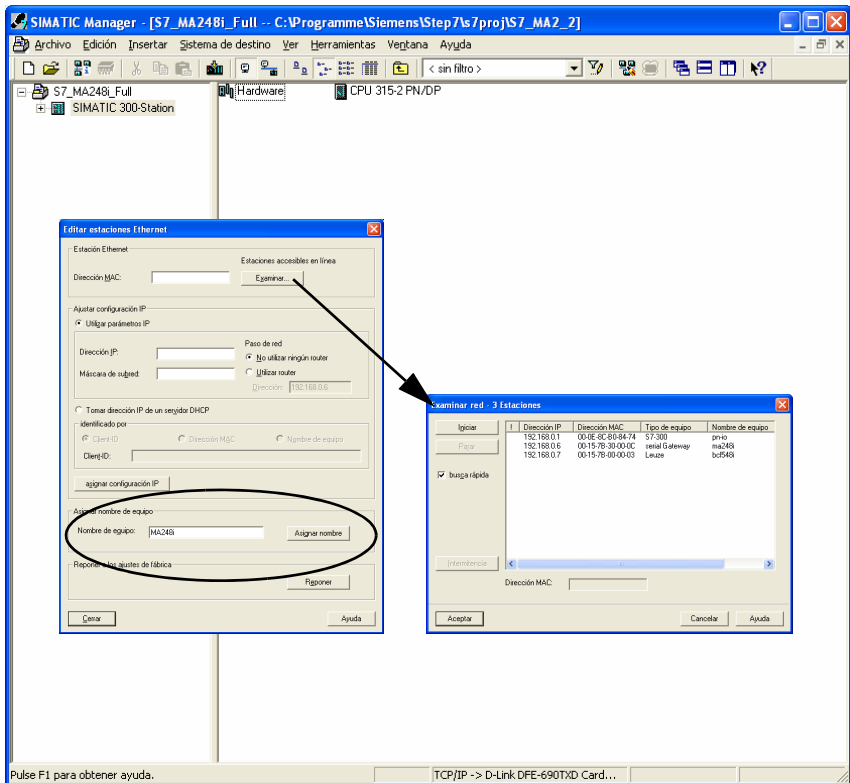 SIMATIC Manager - [S7_MA248i_Full -- C:\Programme\Siemens\Step7\s7proj\S7_MA2_2]
Archivo Edición Insertar Sistema de destino Ver Herramientas Ventana Ayuda
< sin filtro >
S7_MA248i_Full
SIMATIC 300-Station
Hardware
CPU 315-2 PN/DP
Editar estaciones Ethernet
Estación Ethernet
Estaciones accesibles en línea
Dirección MAC:
Examinar...
Ajustar configuración IP
Utilizar parámetros IP
Paso de red
Dirección IP:
No utilizar ningún router
Máscara de subred:
Utilizar router
Dirección: 192.168.0.6
Tomar dirección IP de un servidor DHCP
identificado por
Client-ID Dirección MAC Nombre de equipo
Client-ID:
asignar configuración IP
Asignar nombre de equipo
Nombre de equipo: MA248i Asignar nombre
Reponer a los ajustes de fábrica
Reponer
Cerrar Ayuda
Examinar red - 3 Estaciones
Iniciar
Parar
busca rápida
Intermitencia
! Dirección IP Dirección MAC Tipo de equipo Nombre de equipo
192.168.0.1 00-0E-8C-B0-84-74 S7-300 pn-io
192.168.0.6 00-15-7B-30-00-0C serial Gateway ma248i
192.168.0.7 00-15-7B-00-00-03 Leuze bcl548i
Dirección MAC:
Aceptar Cancelar Ayuda
Pulse F1 para obtener ayuda.
TCP/IP -> D-Link DFE-690TXD Card...